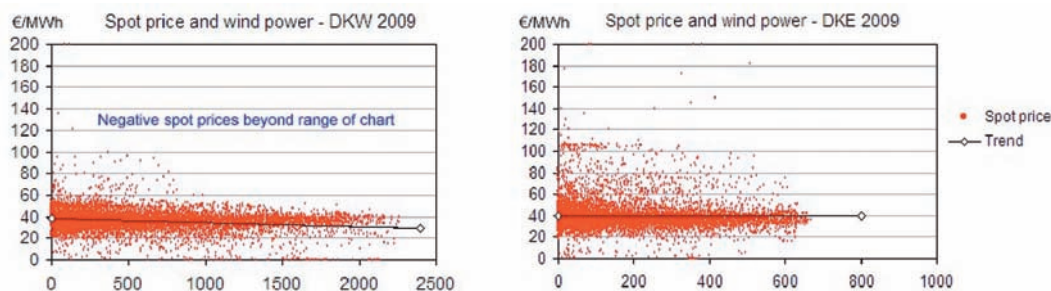 €/MWh
Spot price and wind power - DKW 2009
200
180
160
140
120
100
80
60
40
20
0
Negative spot prices beyond range of chart
0 500 1000 1500 2000 2500
€/MWh
Spot price and wind power - DKE 2009
200
180
160
140
120
100
80
60
40
20
0
0 200 400 600 800 1000
Spot price
Trend